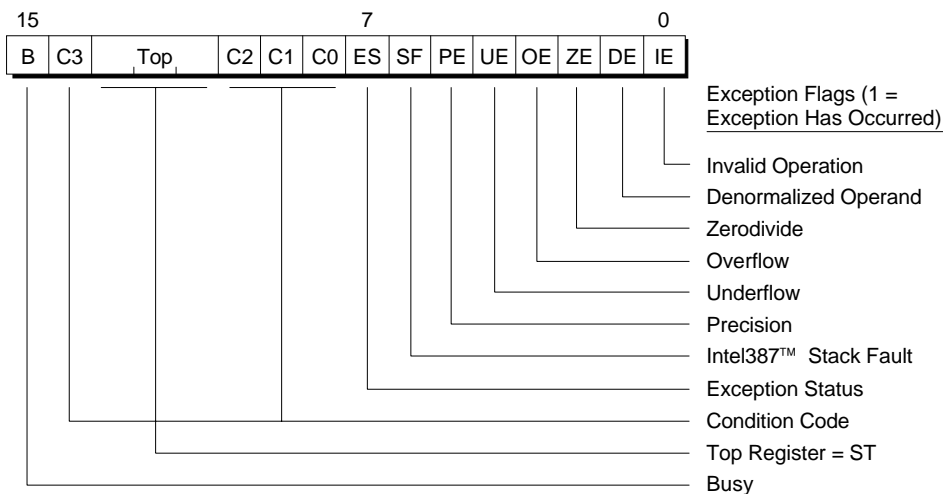 15 7 0
B C3 Top C2 C1 C0 ES SF PE UE OE ZE DE IE
Exception Flags (1 =
Exception Has Occurred)
Invalid Operation
Denormalized Operand
Zerodivide
Overflow
Underflow
Precision
Intel387™ Stack Fault
Exception Status
Condition Code
Top Register = ST
Busy